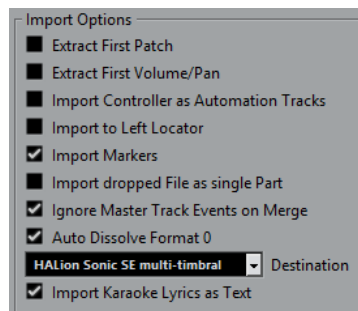 Import Options
Extract First Patch
Extract First Volume/Pan
Import Controller as Automation Tracks
Import to Left Locator
Import Markers
Import dropped File as single Part
Ignore Master Track Events on Merge
Auto Dissolve Format 0
HALion Sonic SE multi-timbral Destination
Import Karaoke Lyrics as Text